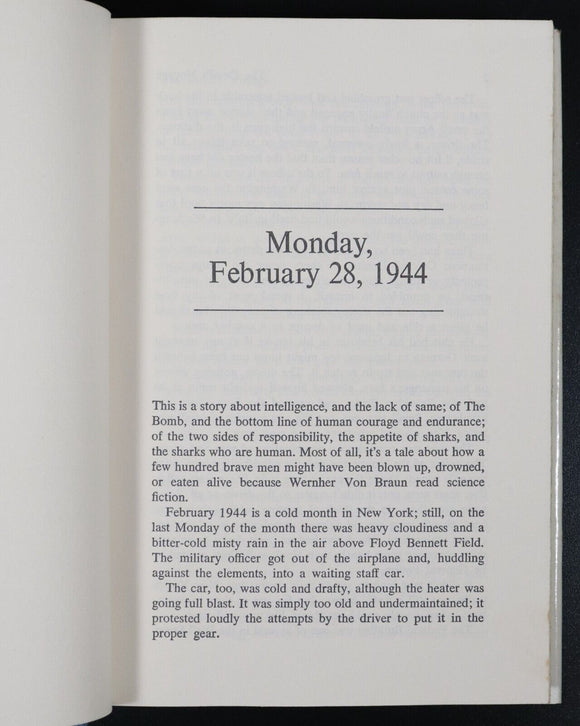 Monday,
February 28, 1944
This is a story about intelligence, and the lack of same; of The
Bomb, and the bottom line of human courage and endurance;
of the two sides of responsibility, the appetite of sharks, and
the sharks who are human. Most of all, it's a tale about how a
few hundred brave men might have been blown up, drowned,
or eaten alive because Wernher Von Braun read science
fiction.
February 1944 is a cold month in New York; still, on the
last Monday of the month there was heavy cloudiness and a
bitter-cold misty rain in the air above Floyd Bennett Field.
The military officer got out of the airplane and, huddling
against the elements, into a waiting staff car.
The car, too, was cold and drafty, although the heater was
going full blast. It was simply too old and undermaintained; it
protested loudly the attempts by the driver to put it in the
proper gear.